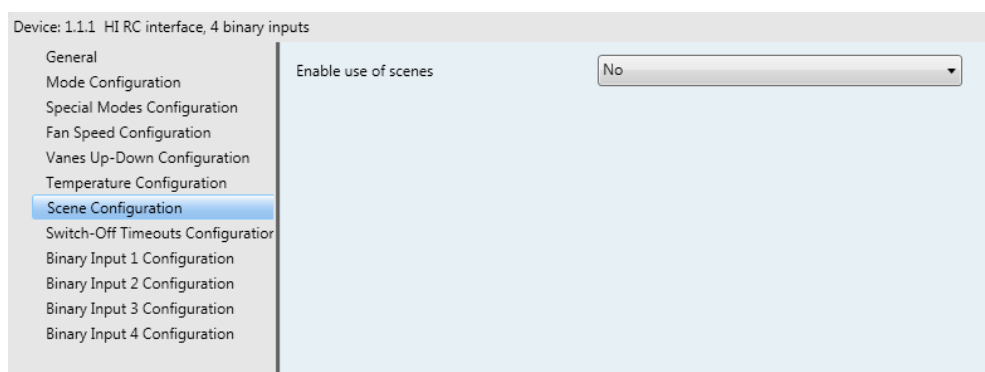 Device: 1.1.1 HI RC interface, 4 binary inputs
General
Mode Configuration
Special Modes Configuration
Fan Speed Configuration
Vanes Up-Down Configuration
Temperature Configuration
Scene Configuration
Switch-Off Timeouts Configuration
Binary Input 1 Configuration
Binary Input 2 Configuration
Binary Input 3 Configuration
Binary Input 4 Configuration
Enable use of scenes No